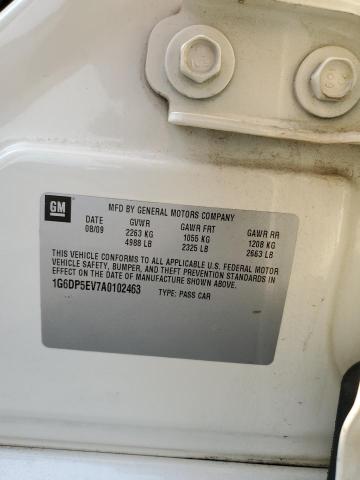 GM
MFD BY GENERAL MOTORS COMPANY
DATE GVWR GAWR FRT GAWR RR
08/09 2263 KG 1055 KG 1208 KG
4988 LB 2325 LB 2663 LB
THIS VEHICLE CONFORMS TO ALL APPLICABLE U.S. FEDERAL MOTOR
VEHICLE SAFETY, BUMPER, AND THEFT PREVENTION STANDARDS IN
EFFECT ON THE DATE OF MANUFACTURE SHOWN ABOVE.
1G6DP5EV7A0102463 TYPE: PASS CAR